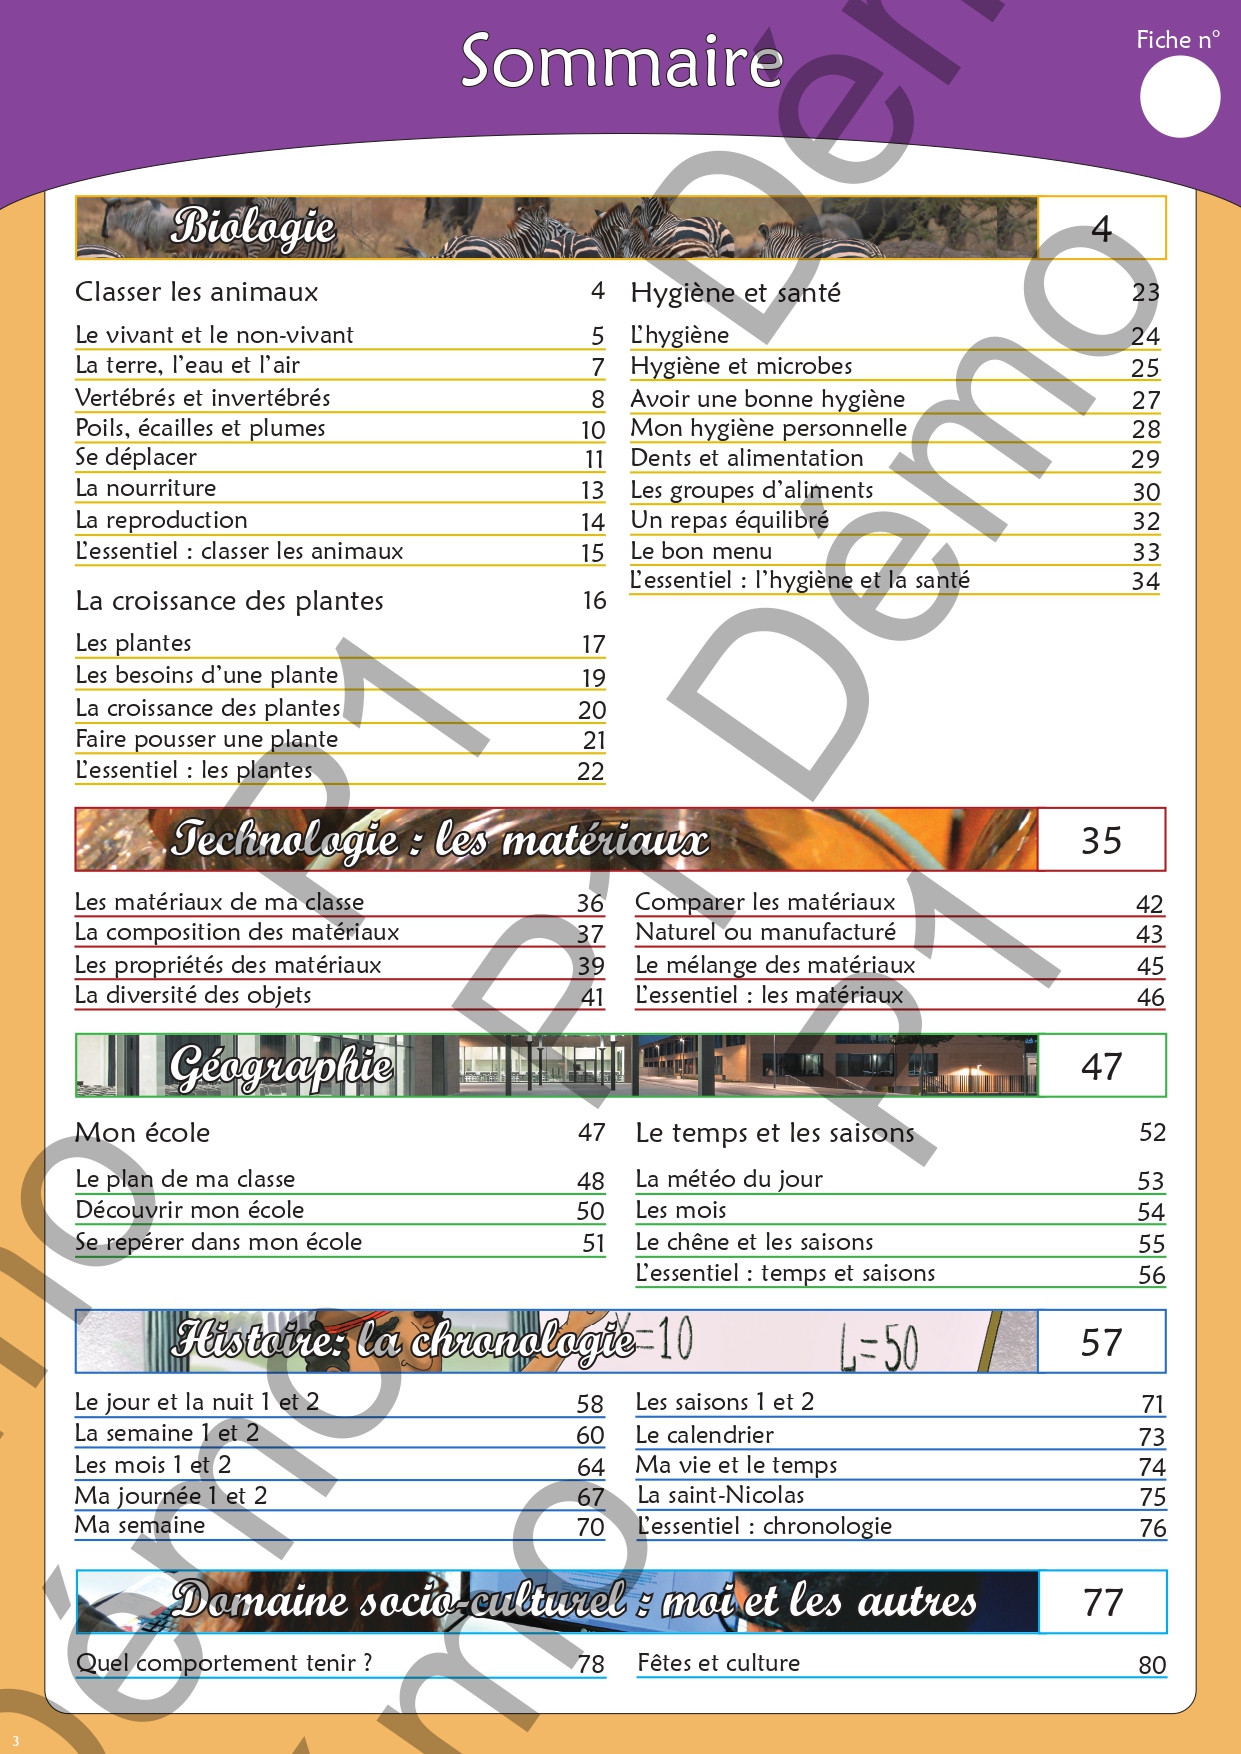 Sommaire
Fiche n°
Biologie 4
Classer les animaux 4
Le vivant et le non-vivant 5
La terre, l’eau et l’air 7
Vertébrés et invertébrés 8
Poils, écailles et plumes 10
Se déplacer 11
La nourriture 13
La reproduction 14
L’essentiel : classer les animaux 15
La croissance des plantes 16
Les plantes 17
Les besoins d’une plante 19
La croissance des plantes 20
Faire pousser une plante 21
L’essentiel : les plantes 22
Hygiène et santé 23
L’hygiène 24
Hygiène et microbes 25
Avoir une bonne hygiène 27
Mon hygiène personnelle 28
Dents et alimentation 29
Les groupes d’aliments 30
Un repas équilibré 32
Le bon menu 33
L’essentiel : l’hygiène et la santé 34
Technologie : les matériaux 35
Les matériaux de ma classe 36
La composition des matériaux 37
Les propriétés des matériaux 39
La diversité des objets 41
Comparer les matériaux 42
Naturel ou manufacturé 43
Le mélange des matériaux 45
L’essentiel : les matériaux 46
Géographie 47
Mon école 47
Le plan de ma classe 48
Découvrir mon école 50
Se repérer dans mon école 51
Le temps et les saisons 52
La météo du jour 53
Les mois 54
Le chêne et les saisons 55
L’essentiel : temps et saisons 56
Histoire: la chronologie 57
X=10
L=50
Le jour et la nuit 1 et 2 58
La semaine 1 et 2 60
Les mois 1 et 2 64
Ma journée 1 et 2 67
Ma semaine 70
Les saisons 1 et 2 71
Le calendrier 73
Ma vie et le temps 74
La saint-Nicolas 75
L’essentiel : chronologie 76
Domaine socio-culturel : moi et les autres 77
Quel comportement tenir ? 78
Fêtes et culture 80
3
P1 Démo
P1 Démo
P1 Démo